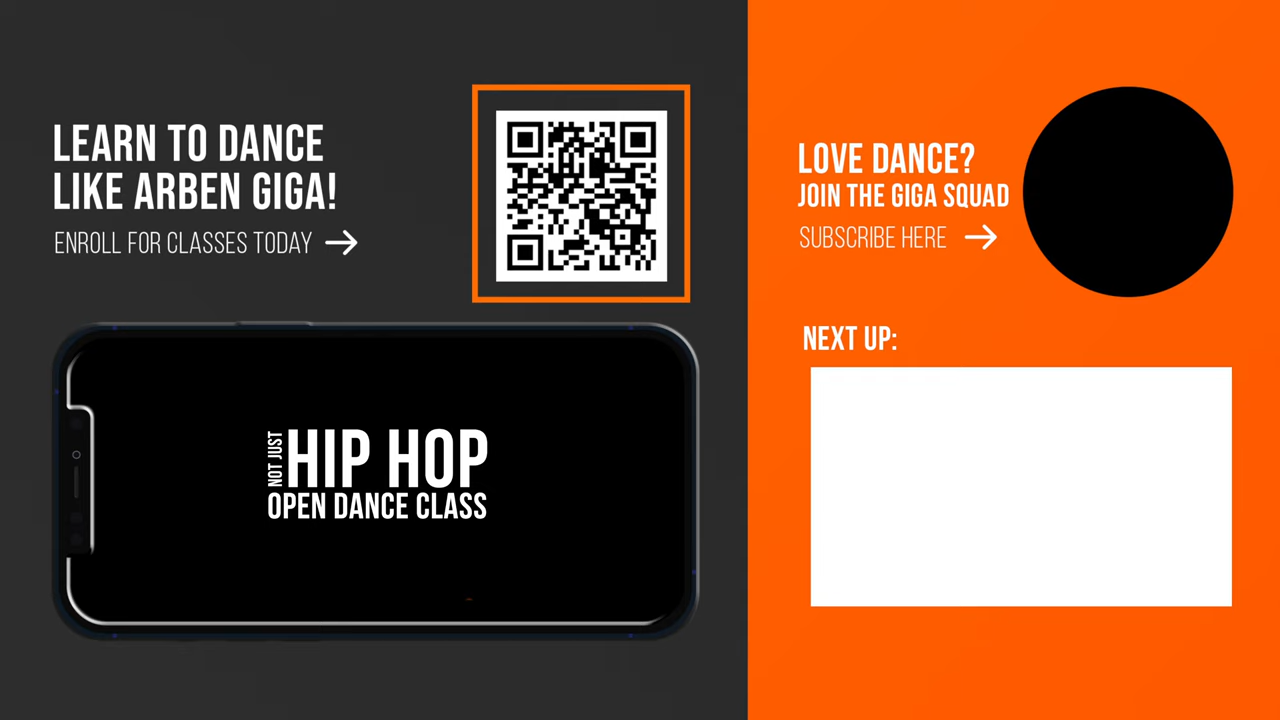 LEARN TO DANCE
LIKE ARBEN GIGA!
ENROLL FOR CLASSES TODAY
NOT JUST
HIP HOP
OPEN DANCE CLASS
LOVE DANCE?
JOIN THE GIGA SQUAD
SUBSCRIBE HERE
NEXT UP: